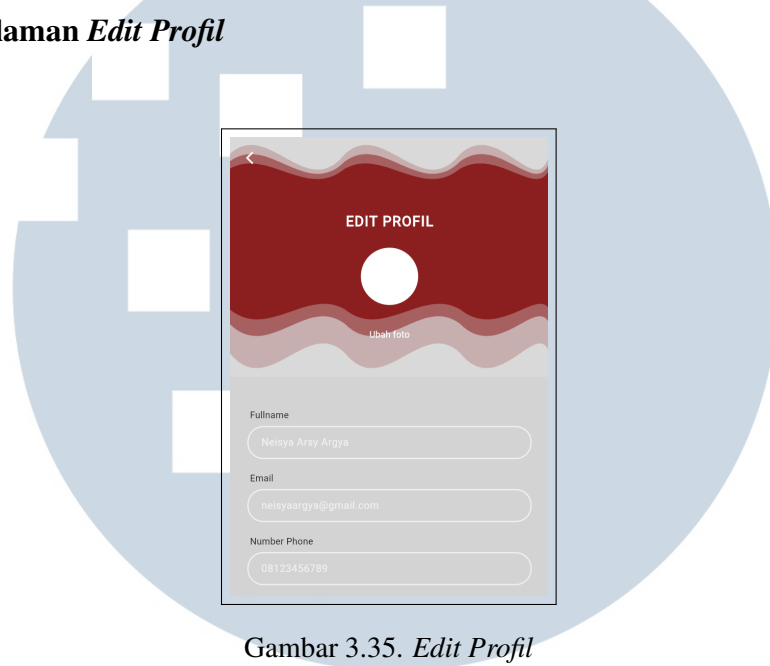 Edit Profil
EDIT PROFIL
Ubah foto
Fullname
Neisya Arsy Argya
Email
neisyaargya@gmail.com
Number Phone
08123456789
Gambar 3.35. Edit Profil